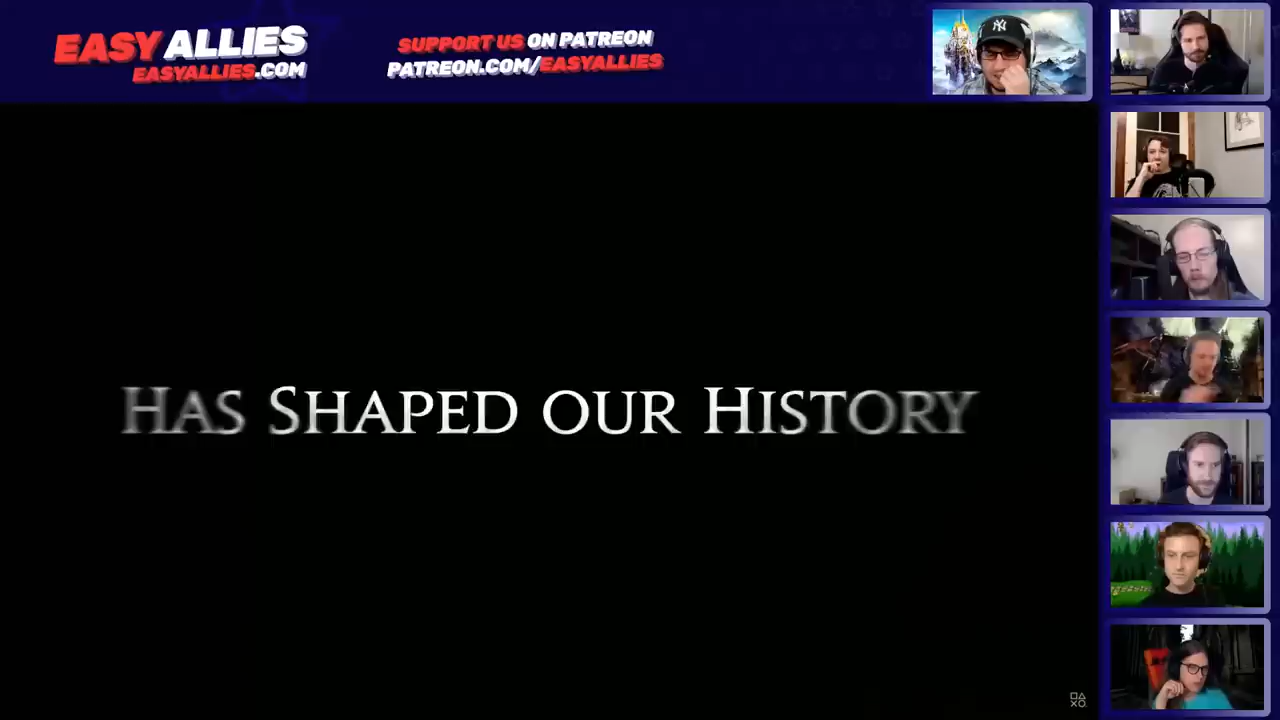 EASY ALLIES
EASYALLIES.COM
SUPPORT US ON PATREON
PATREON.COM/EASYALLIES
HAS SHAPED OUR HISTORY